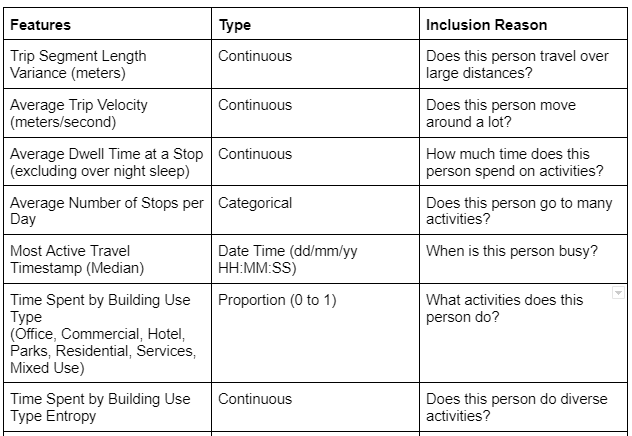 Features Type Inclusion Reason
Trip Segment Length Continuous Does this person travel over
Variance (meters) large distances?
Average Trip Velocity Continuous Does this person move
(meters/second) around a lot?
Average Dwell Time at a Stop Continuous How much time does this
(excluding over night sleep) person spend on activities?
Average Number of Stops per Categorical Does this person go to many
Day activities?
Most Active Travel Date Time (dd/mm/yy When is this person busy?
Timestamp (Median) HH:MM:SS)
Time Spent by Building Use Proportion (0 to 1) What activities does this
Type person do?
(Office, Commercial, Hotel,
Parks, Residential, Services,
Mixed Use)
Time Spent by Building Use Continuous Does this person do diverse
Type Entropy activities?